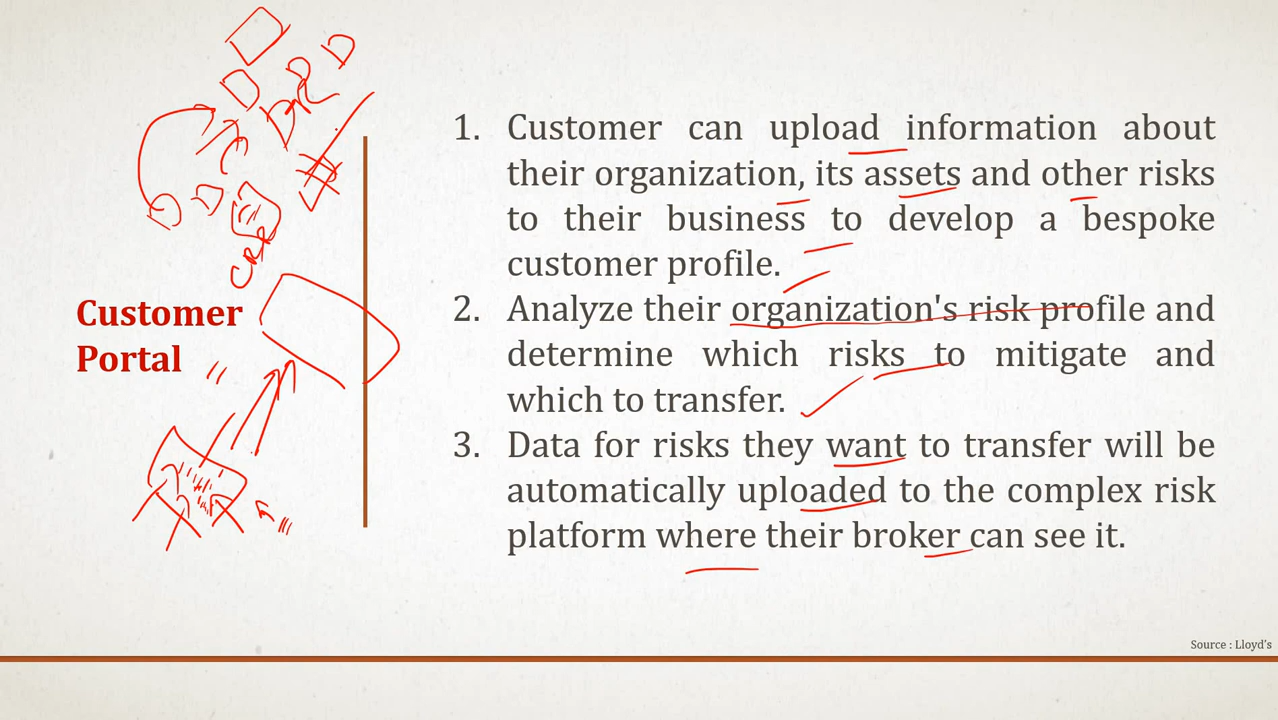 Customer
Portal
1. Customer can upload information about
their organization, its assets and other risks
to their business to develop a bespoke
customer profile.
2. Analyze their organization's risk profile and
determine which risks to mitigate and
which to transfer.
3. Data for risks they want to transfer will be
automatically uploaded to the complex risk
platform where their broker can see it.
Source : Lloyd's